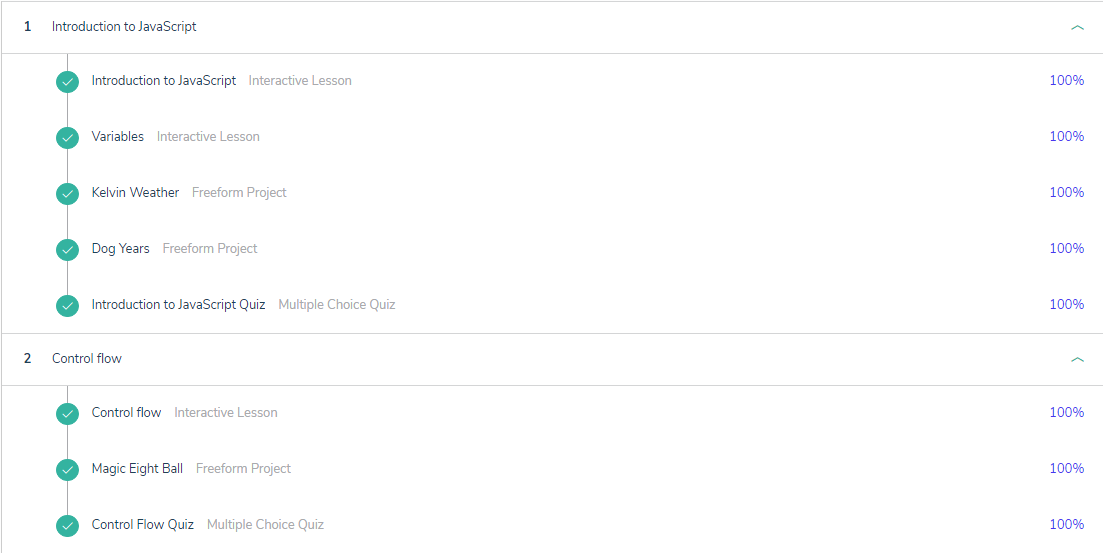 1 Introduction to JavaScript
Introduction to JavaScript Interactive Lesson 100%
Variables Interactive Lesson 100%
Kelvin Weather Freeform Project 100%
Dog Years Freeform Project 100%
Introduction to JavaScript Quiz Multiple Choice Quiz 100%
2 Control flow
Control flow Interactive Lesson 100%
Magic Eight Ball Freeform Project 100%
Control Flow Quiz Multiple Choice Quiz 100%